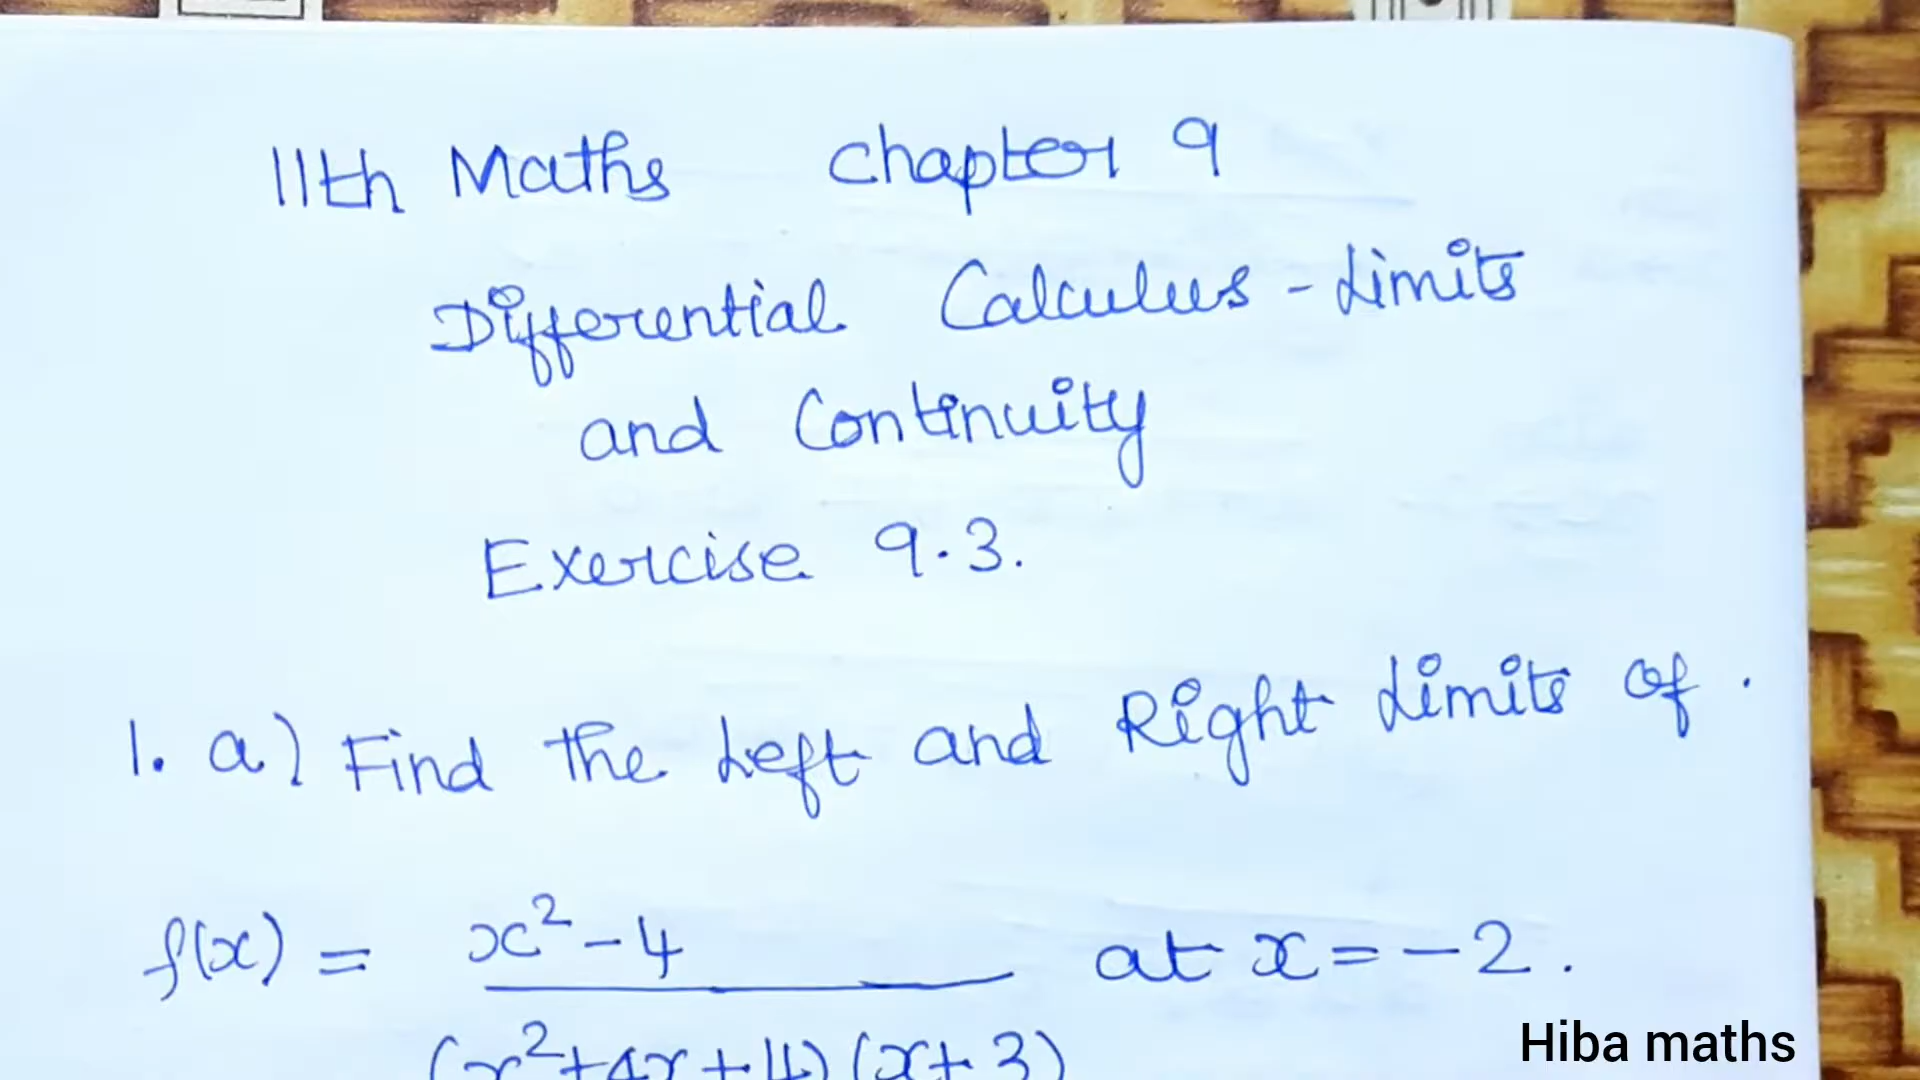 11th Maths chapter 9
Differential Calculus - Limits
and Continuity
Exercise 9.3.
1. a) Find the Left and Right Limits of.
f(x) = x² - 4 at x = -2.
(x² + 4x + 4) (x + 3)
Hiba maths